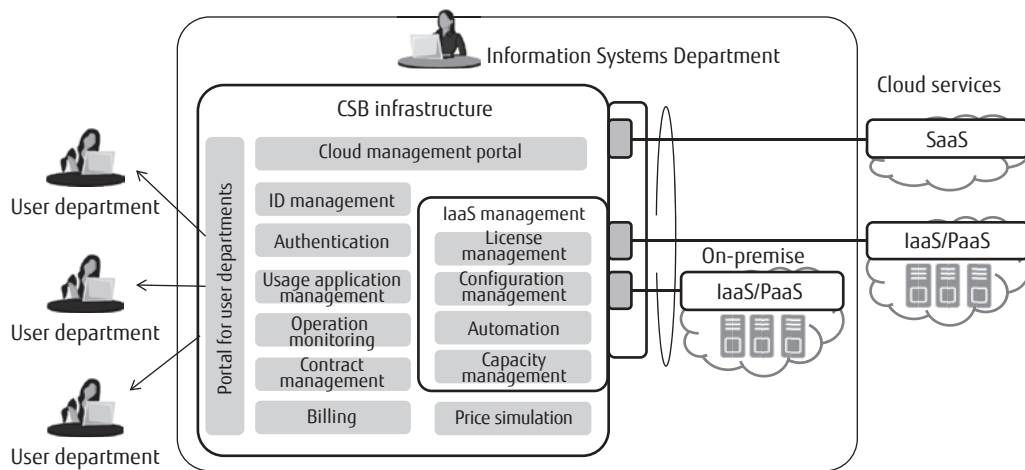 Information Systems Department
CSB infrastructure
Cloud services
Cloud management portal
SaaS
Portal for user departments
User department
ID management
IaaS management
Authentication
License
management
IaaS/PaaS
On-premise
Usage application
management
Configuration
management
IaaS/PaaS
User department
Operation
monitoring
Automation
Contract
management
Capacity
management
Billing
Price simulation
User department